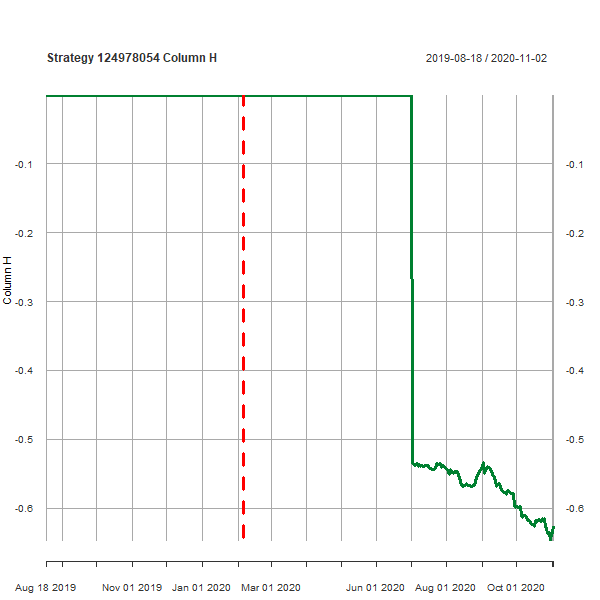 Strategy 124978054 Column H
2019-08-18 / 2020-11-02
-0.1 -0.1
-0.2 -0.2
-0.3 -0.3
-0.4 -0.4
-0.5 -0.5
-0.6 -0.6
Column H
Aug 18 2019 Nov 01 2019 Jan 01 2020 Mar 01 2020 Jun 01 2020 Aug 01 2020 Oct 01 2020